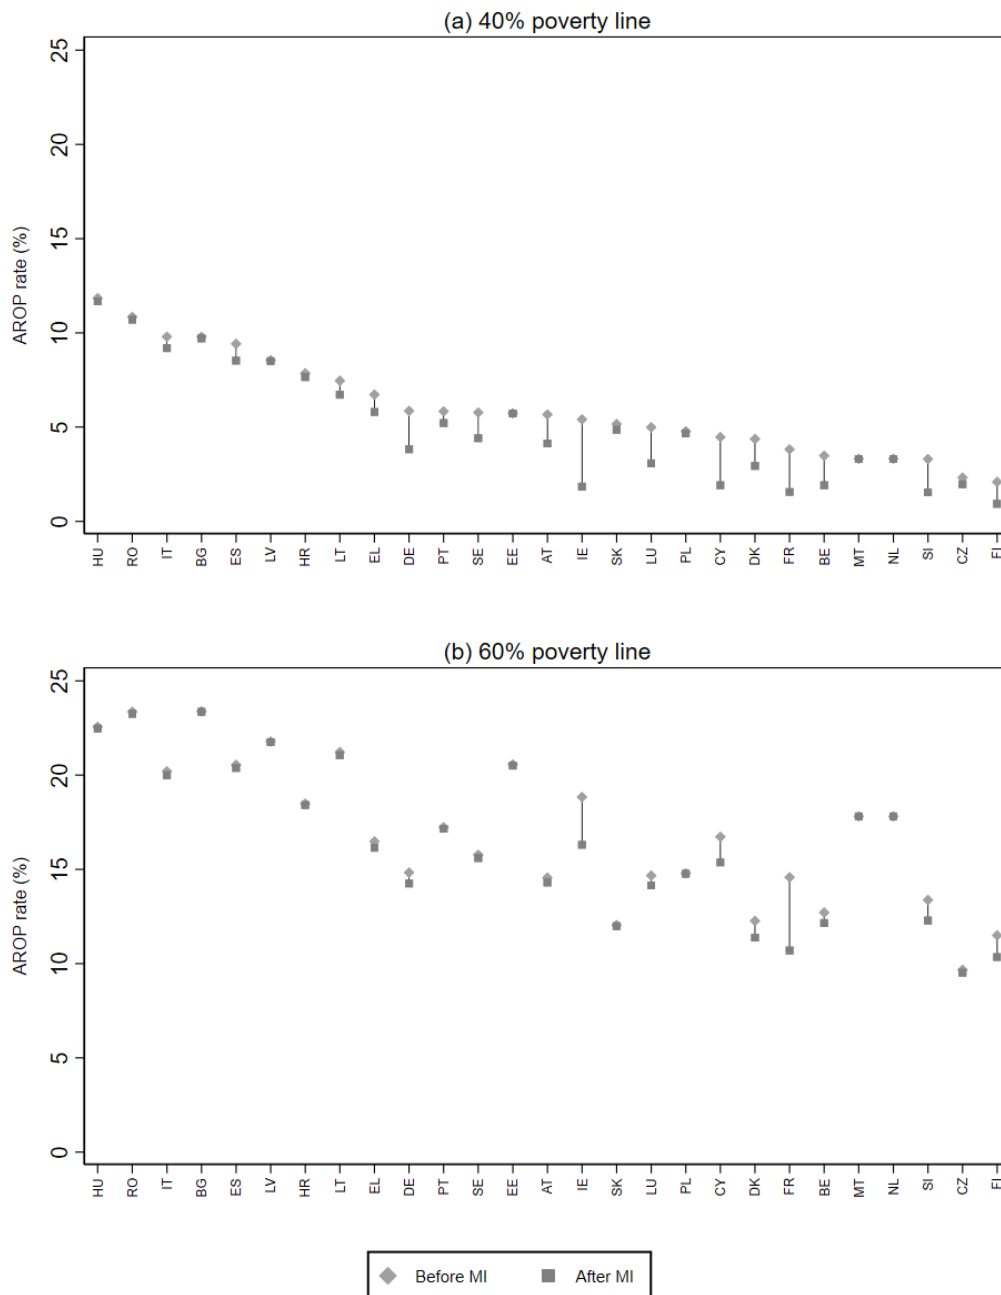 (a) 40% poverty line
25
20
15
10
5
0
AROP rate (%)
HU RO IT BG ES LV HR LT EL DE PT SE EE AT IE SK LU PL CY DK FR BE MT NL SI CZ FI
(b) 60% poverty line
25
20
15
10
5
0
AROP rate (%)
HU RO IT BG ES LV HR LT EL DE PT SE EE AT IE SK LU PL CY DK FR BE MT NL SI CZ FI
Before MI After MI